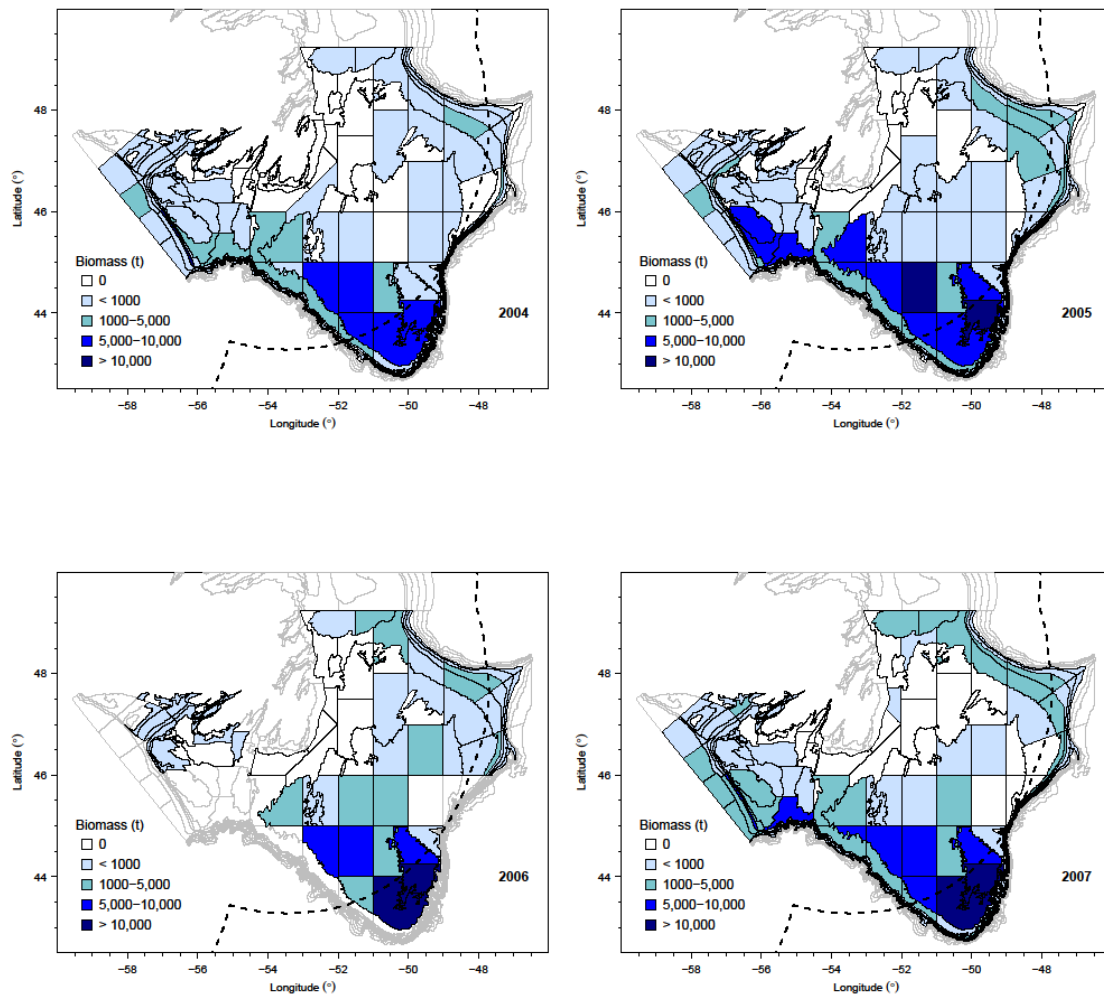 Latitude (°)
48
46
44
Biomass (t)
0
< 1000
1000−5,000
5,000−10,000
> 10,000
2004
−58 −56 −54 −52 −50 −48
Longitude (°)
Latitude (°)
48
46
44
Biomass (t)
0
< 1000
1000−5,000
5,000−10,000
> 10,000
2005
−58 −56 −54 −52 −50 −48
Longitude (°)
Latitude (°)
48
46
44
Biomass (t)
0
< 1000
1000−5,000
5,000−10,000
> 10,000
2006
−58 −56 −54 −52 −50 −48
Longitude (°)
Latitude (°)
48
46
44
Biomass (t)
0
< 1000
1000−5,000
5,000−10,000
> 10,000
2007
−58 −56 −54 −52 −50 −48
Longitude (°)